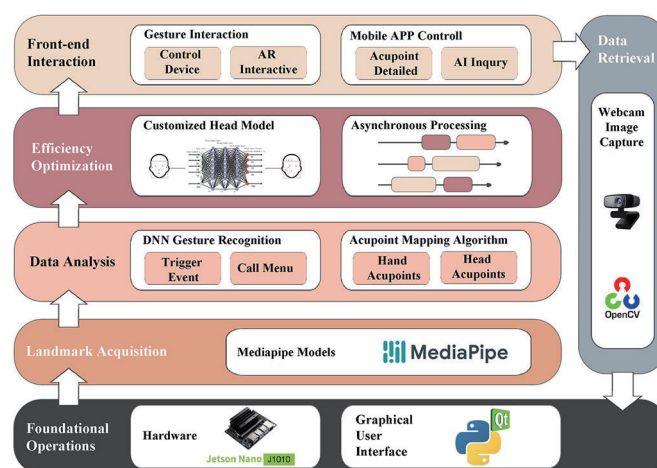 Front-end
Interaction
Gesture Interaction
Control
Device
AR
Interactive
Mobile APP Controll
Acupoint
Detailed
AI Inqury
Data
Retrieval
Webcam
Image
Capture
OpenCV
Efficiency
Optimization
Customized Head Model
Asynchronous Processing
Data Analysis
DNN Gesture Recognition
Trigger
Event
Call Menu
Acupoint Mapping Algorithm
Hand
Acupoints
Head
Acupoints
Landmark Acquisition
Mediapipe Models
MediaPipe
Foundational
Operations
Hardware
Jetson Nano J1010
Graphical
User
Interface
Qt